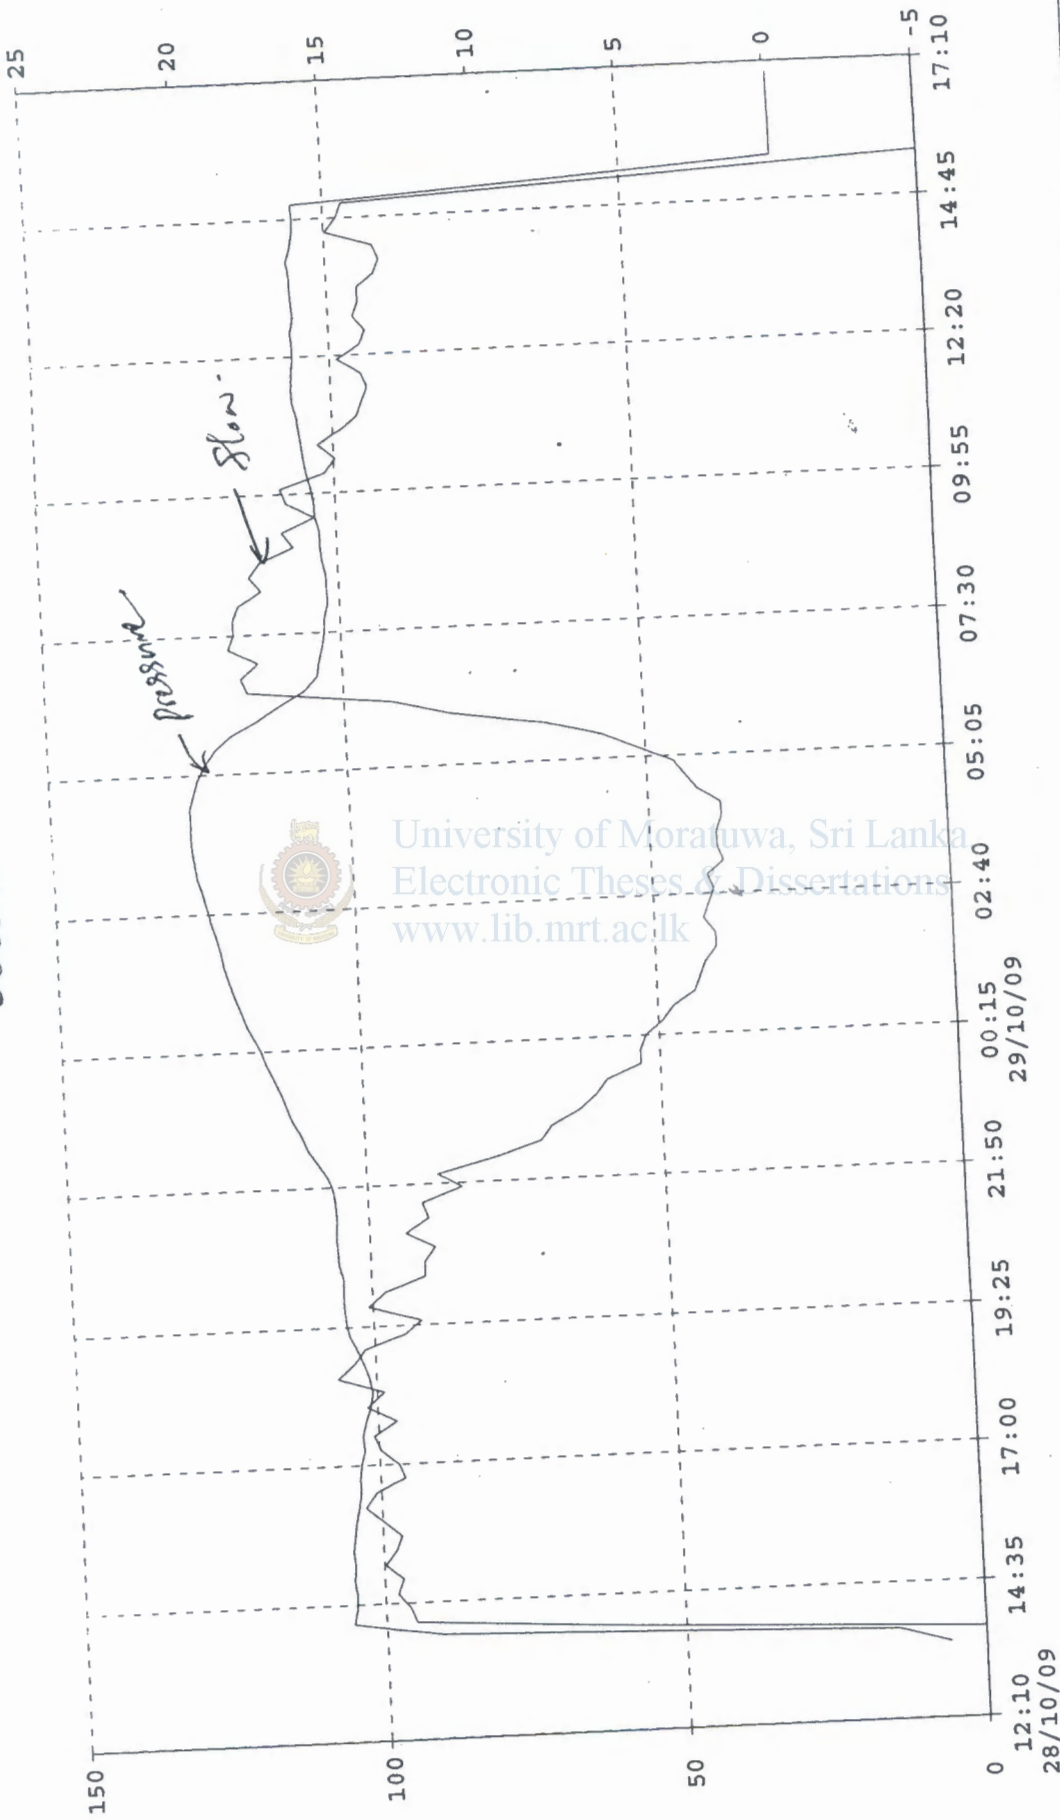 25
20
15
10
5
0
-5
pressure
flow
University of Moratuwa, Sri Lanka
Electronic Theses & Dissertations
www.lib.mrt.ac.lk
150
100
50
0
12:10 14:35 17:00 19:25 21:50 00:15 02:40 05:05 07:30 09:55 12:20 14:45 17:10
28/10/09 29/10/09